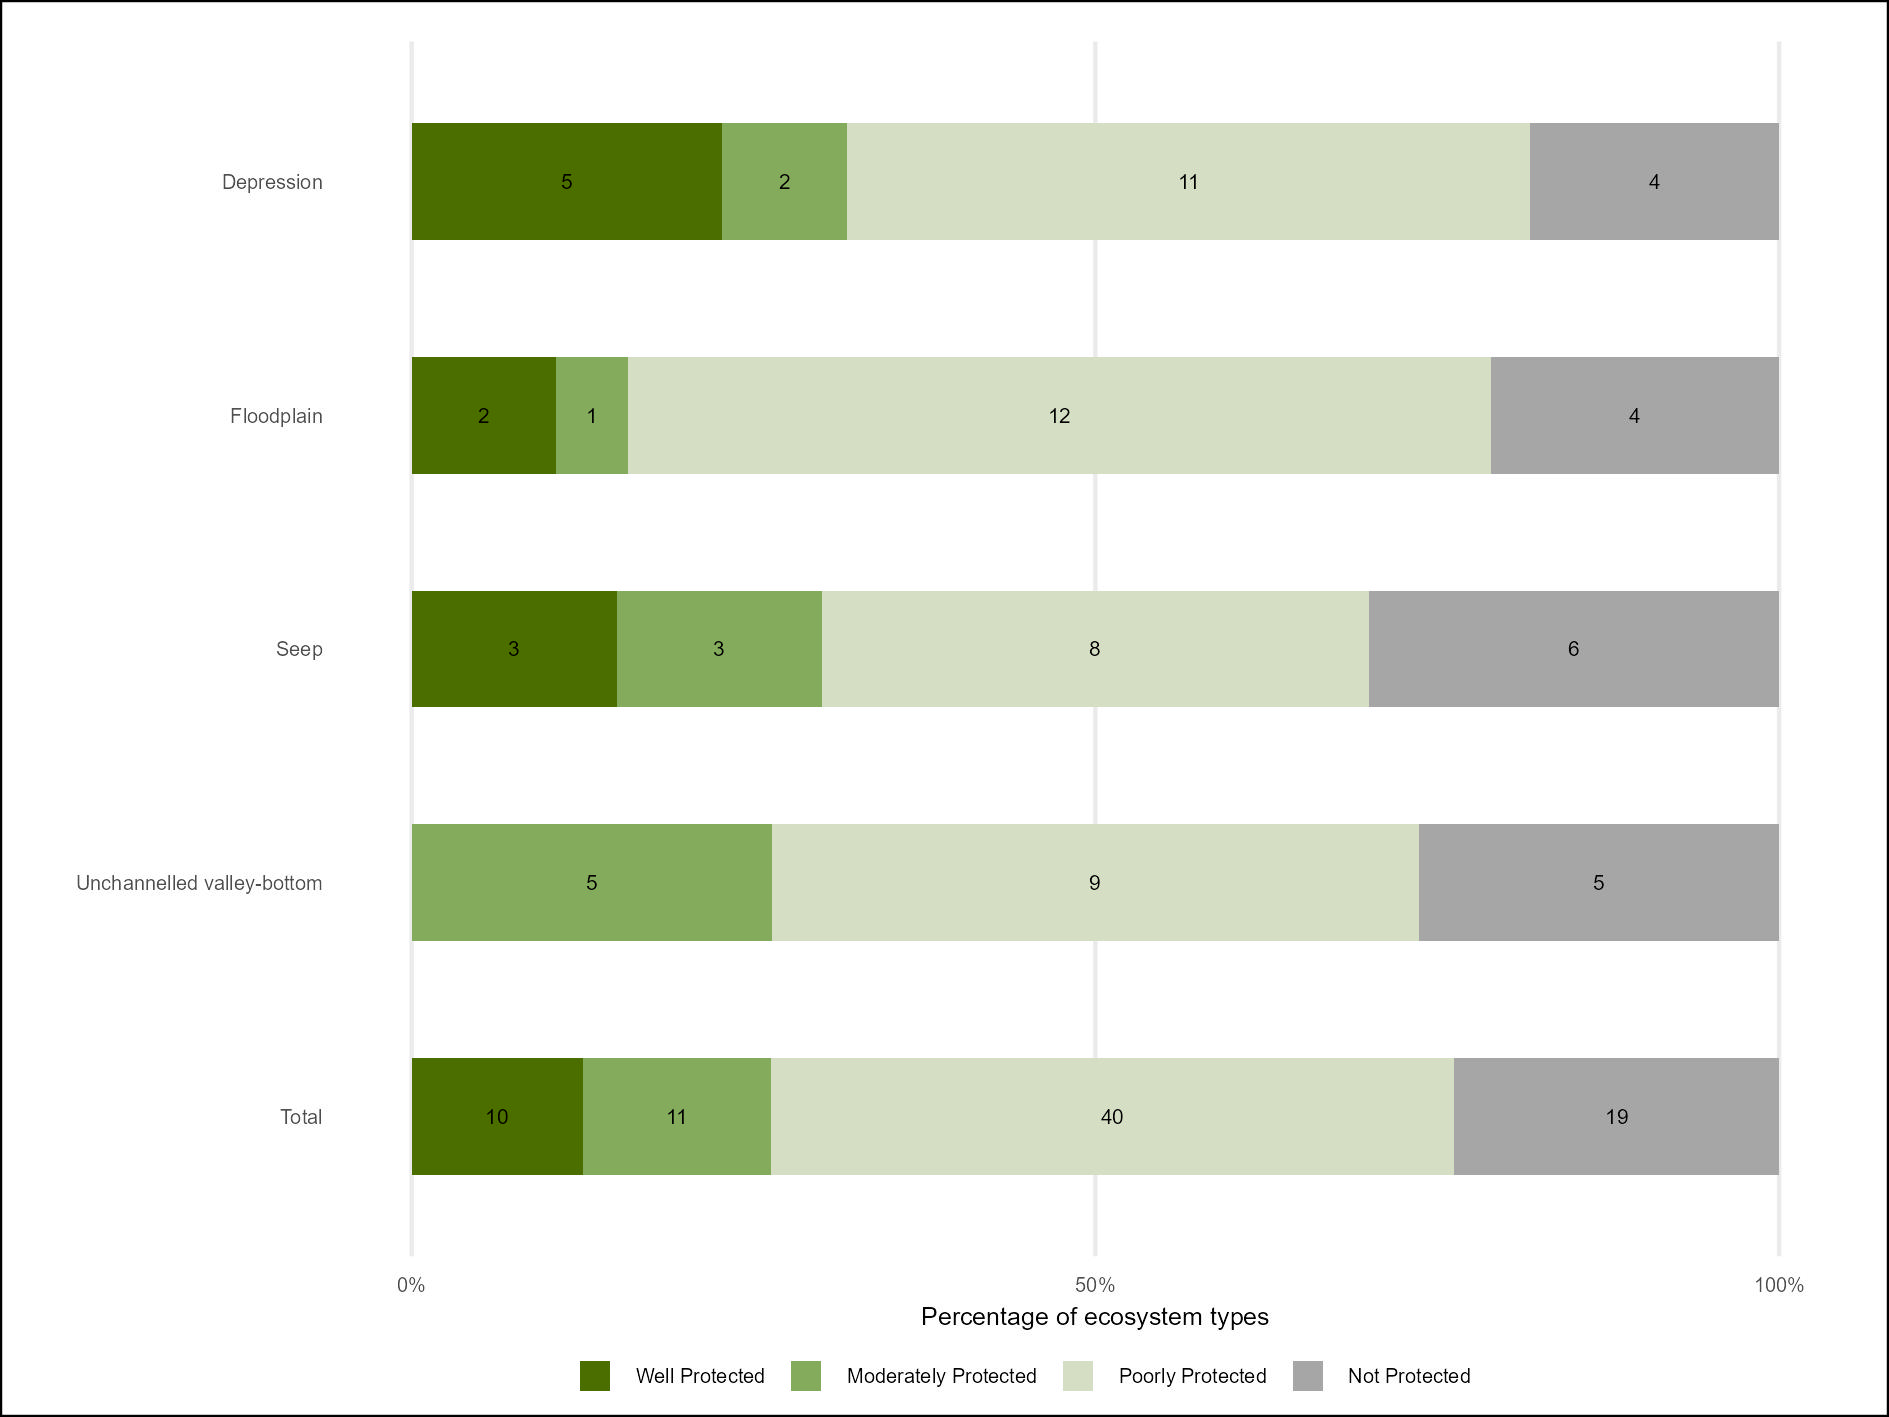 Depression 5 2 11 4
Floodplain 2 1 12 4
Seep 3 3 8 6
Unchannelled valley-bottom 5 9 5
Total 10 11 40 19
0% 50% 100%
Percentage of ecosystem types
Well Protected Moderately Protected Poorly Protected Not Protected